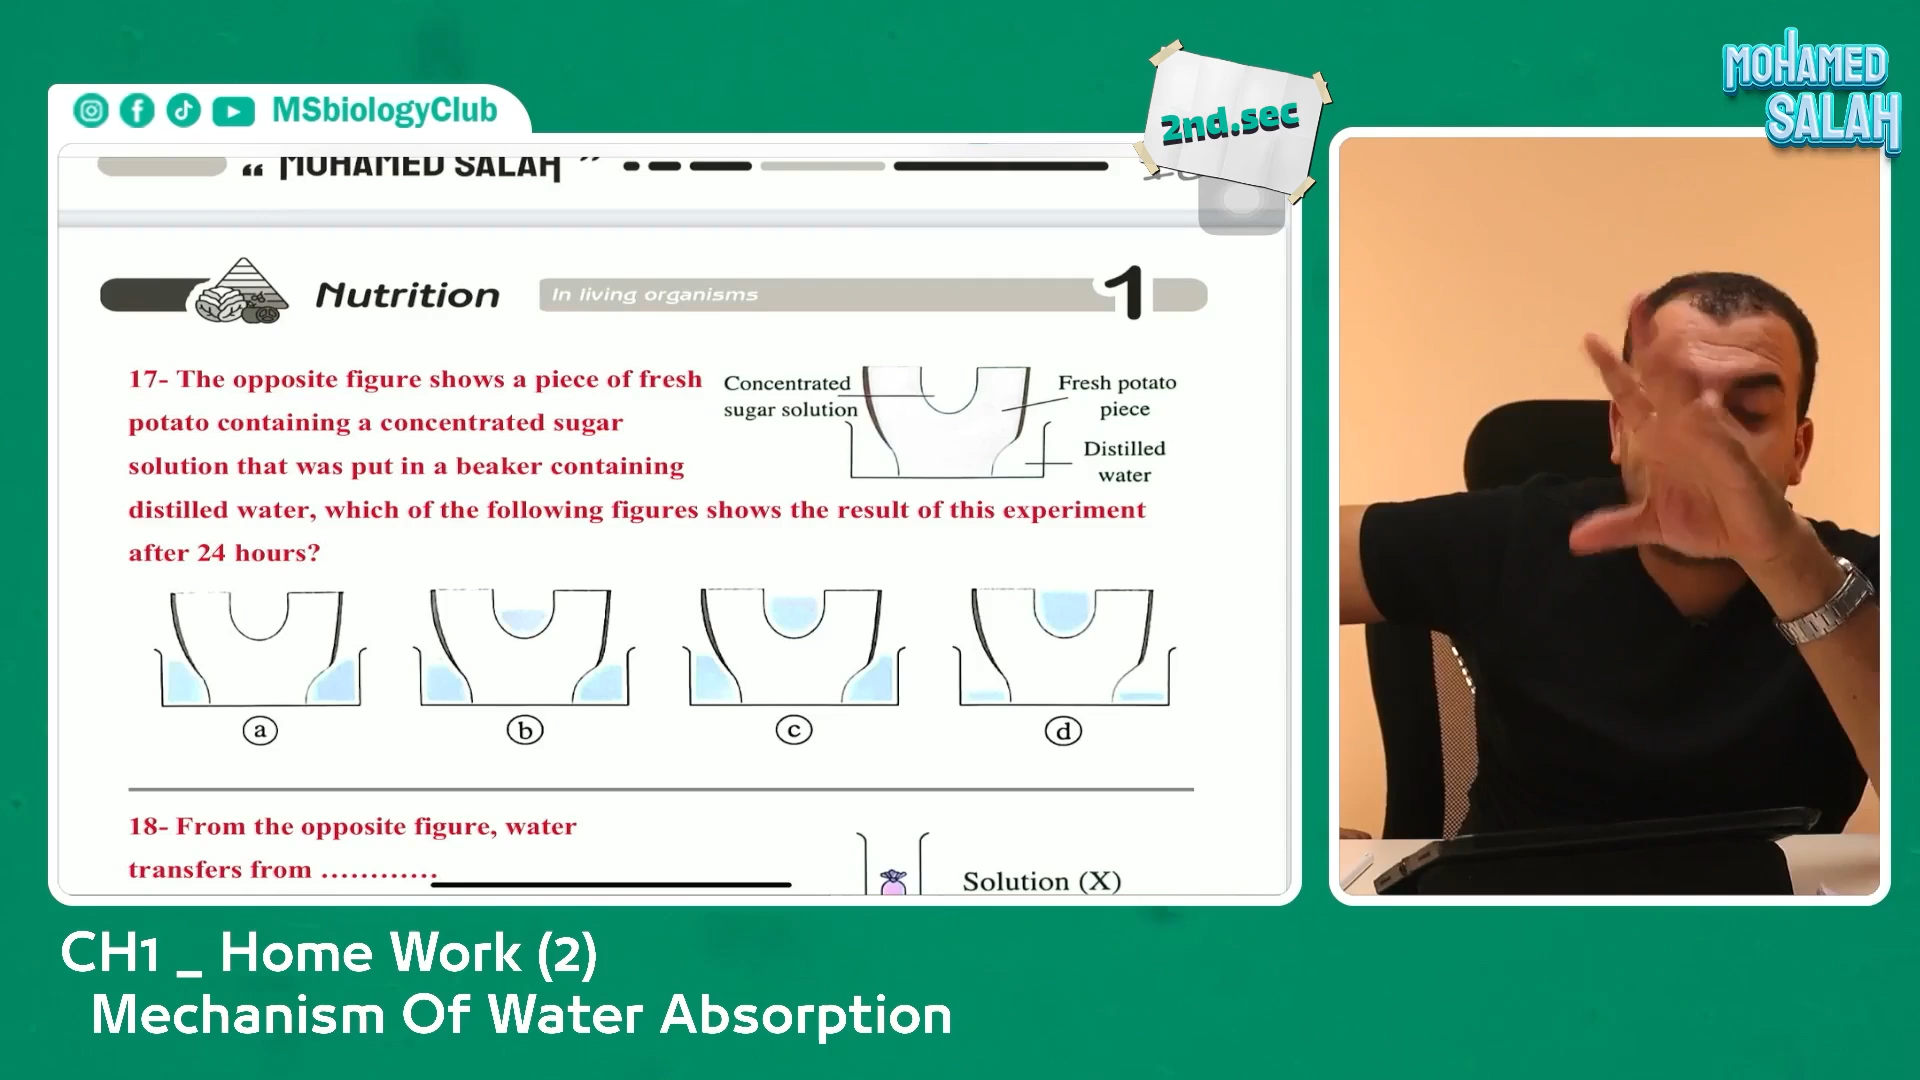 MOHAMED
SALAH
2nd.sec
MSbiologyClub
“ MOHAMED SALAH ”
Nutrition
In living organisms
1
17- The opposite figure shows a piece of fresh
potato containing a concentrated sugar
solution that was put in a beaker containing
distilled water, which of the following figures shows the result of this experiment
after 24 hours?
Concentrated
sugar solution
Fresh potato
piece
Distilled
water
a b c d
18- From the opposite figure, water
transfers from ............
Solution (X)
CH1 _ Home Work (2)
Mechanism Of Water Absorption